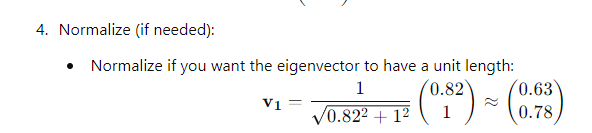 4. Normalize (if needed):
• Normalize if you want the eigenvector to have a unit length:
v₁ = 1/√(0.82² + 1²) (0.82 1) ≈ (0.63 0.78)